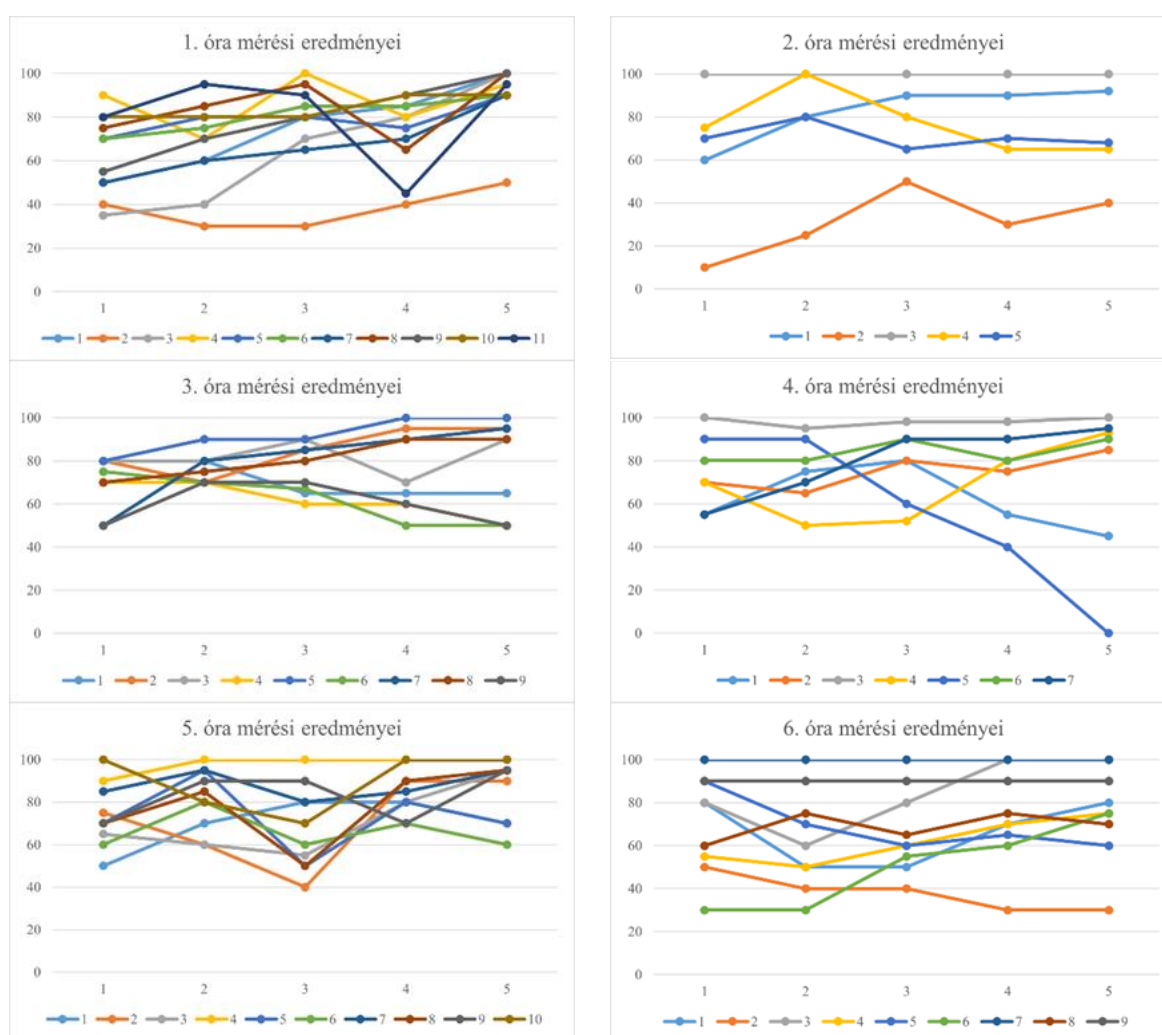 1. óra mérési eredményei
100
80
60
40
20
0
1 2 3 4 5
1 2 3 4 5 6 7 8 9 10 11
2. óra mérési eredményei
100
80
60
40
20
0
1 2 3 4 5
1 2 3 4 5
3. óra mérési eredményei
100
80
60
40
20
0
1 2 3 4 5
1 2 3 4 5 6 7 8 9
4. óra mérési eredményei
100
80
60
40
20
0
1 2 3 4 5
1 2 3 4 5 6 7
5. óra mérési eredményei
100
80
60
40
20
0
1 2 3 4 5
1 2 3 4 5 6 7 8 9 10
6. óra mérési eredményei
100
80
60
40
20
0
1 2 3 4 5
1 2 3 4 5 6 7 8 9